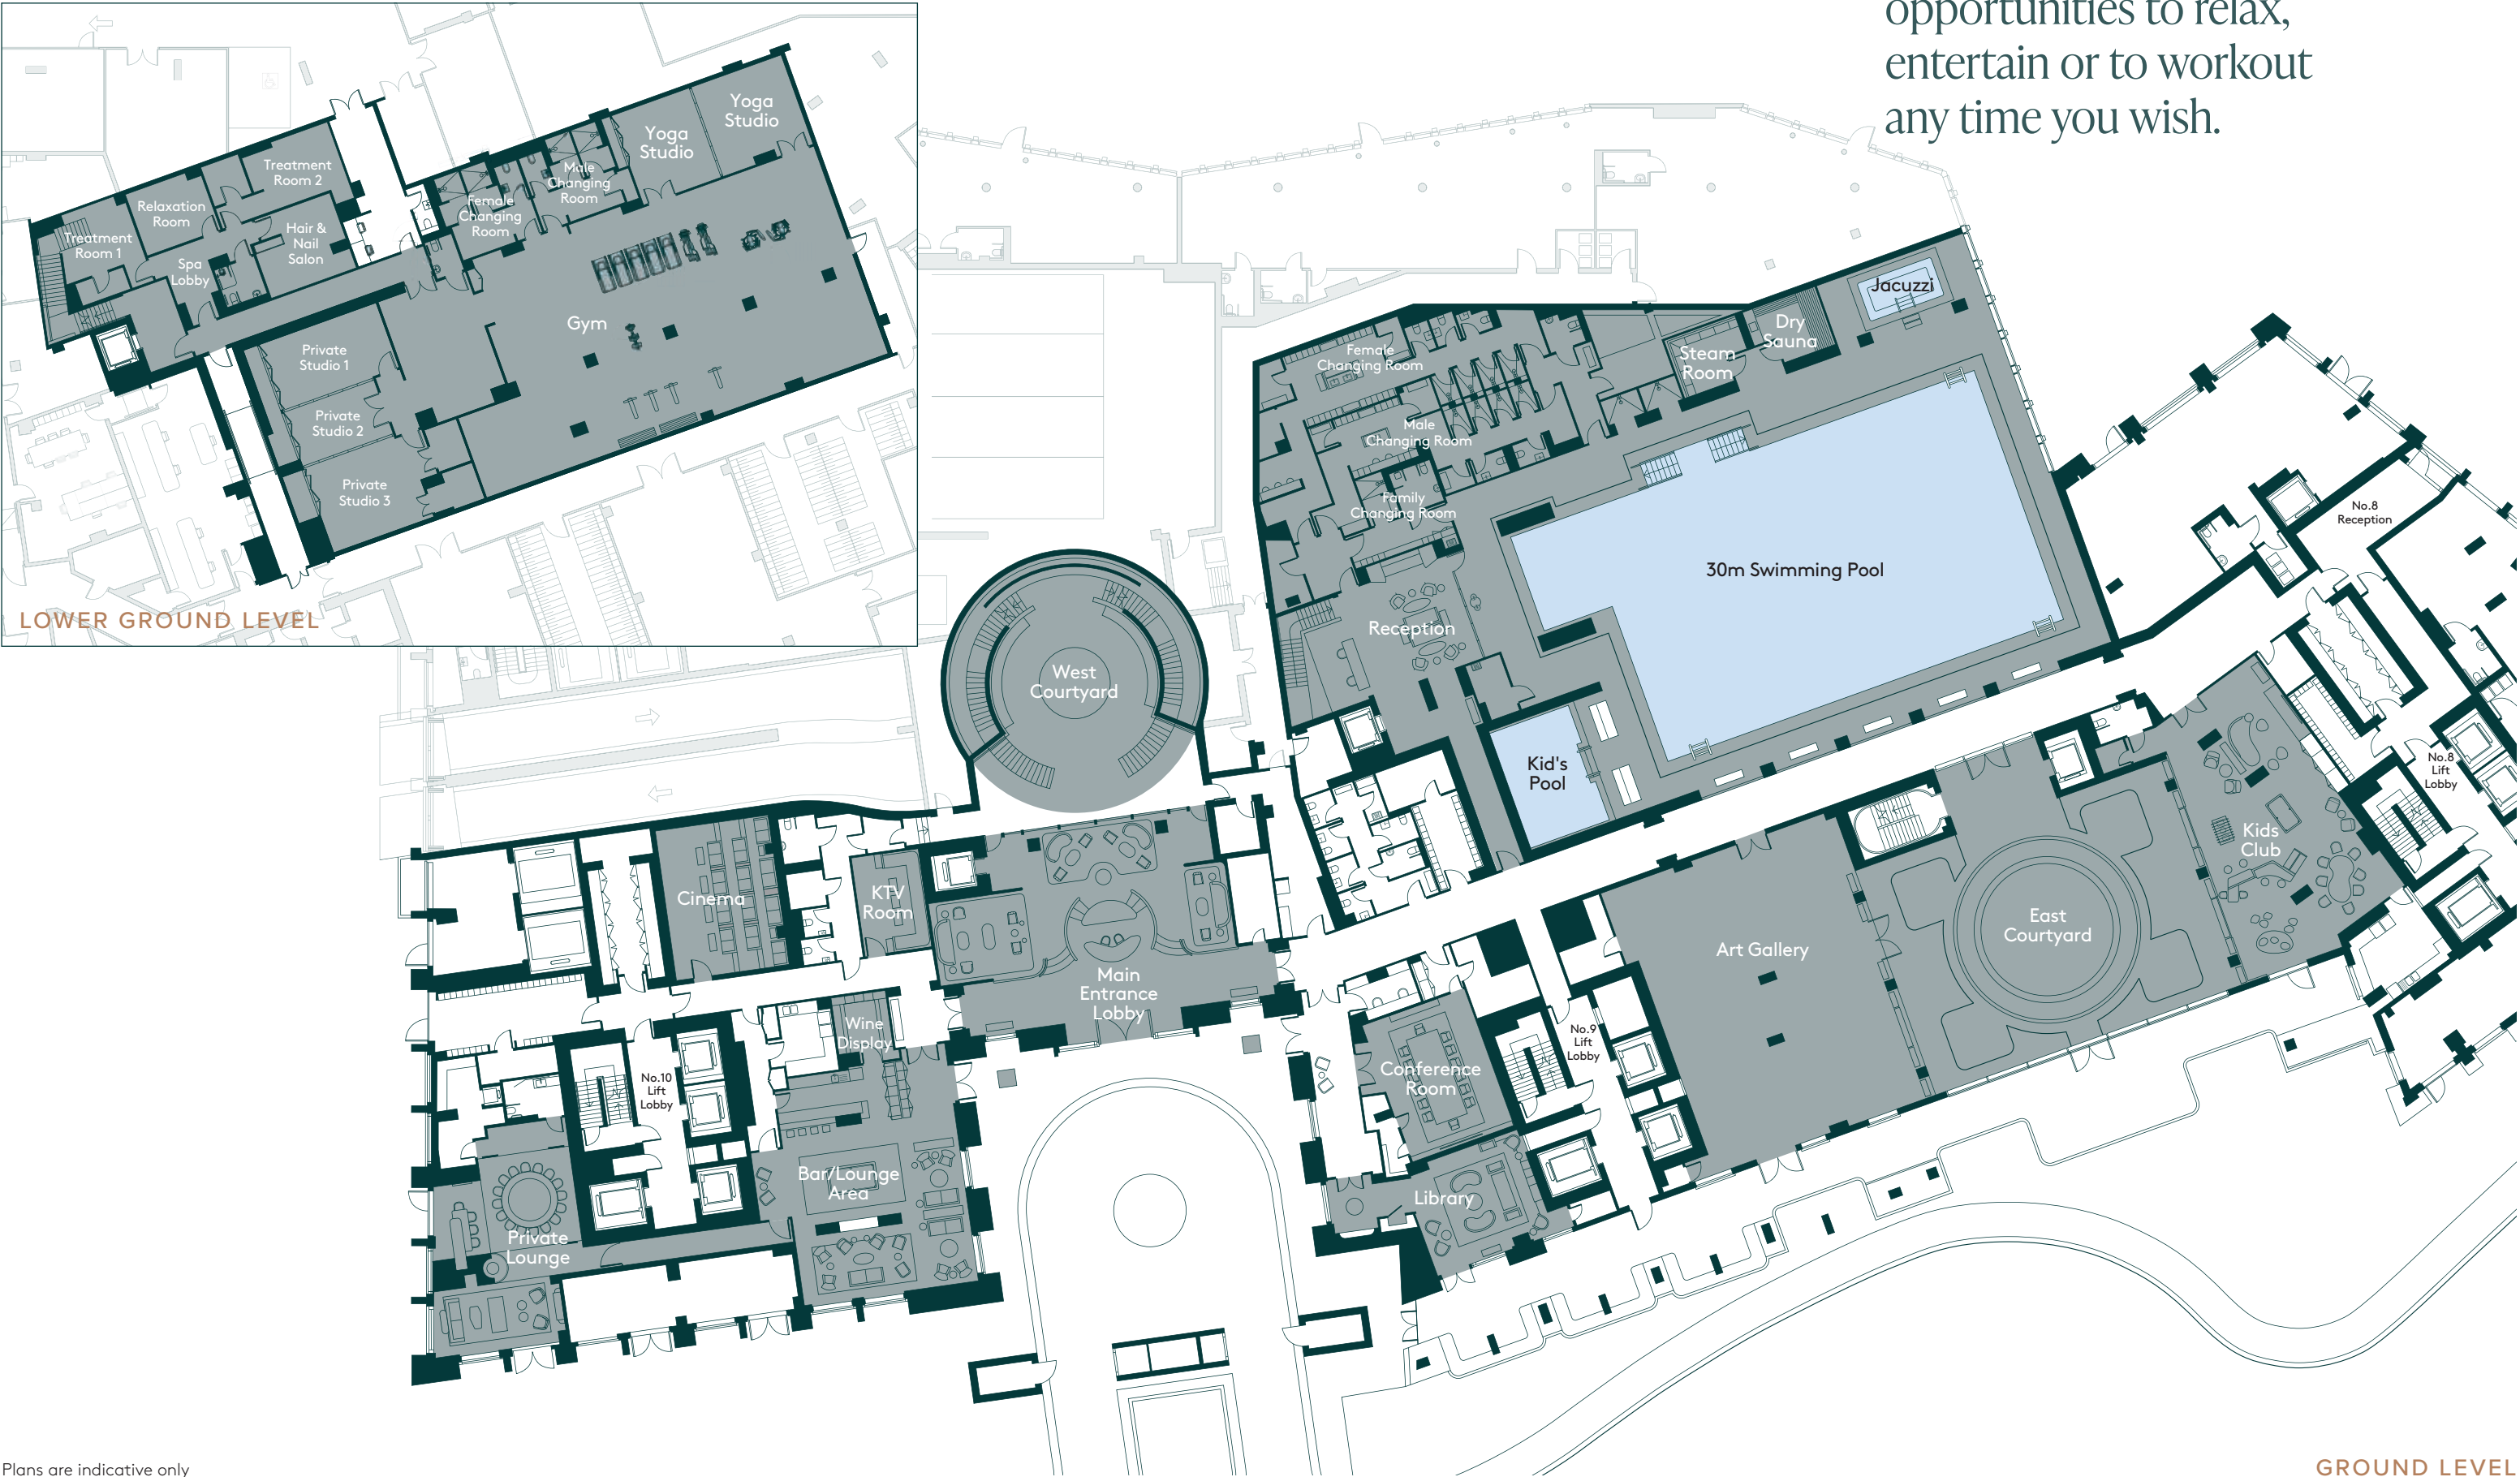 opportunities to relax,
entertain or to workout
any time you wish.
Yoga
Studio
Yoga
Studio
Treatment
Room 2
Male
Changing
Room
Relaxation
Room
Female
Changing
Room
Hair &
Nail
Salon
Treatment
Room 1
Spa
Lobby
Gym
Private
Studio 1
Private
Studio 2
Private
Studio 3
LOWER GROUND LEVEL
Jacuzzi
Dry
Sauna
Steam
Room
Female
Changing Room
Male
Changing Room
Family
Changing Room
No.8
Reception
30m Swimming Pool
Reception
West
Courtyard
Kid's
Pool
No.8
Lift
Lobby
Kids
Club
Cinema
KTV
Room
East
Courtyard
Art Gallery
Main
Entrance
Lobby
Wine
Display
No.9
Lift
Lobby
Conference
Room
No.10
Lift
Lobby
Bar/Lounge
Area
Library
Private
Lounge
Plans are indicative only
GROUND LEVEL